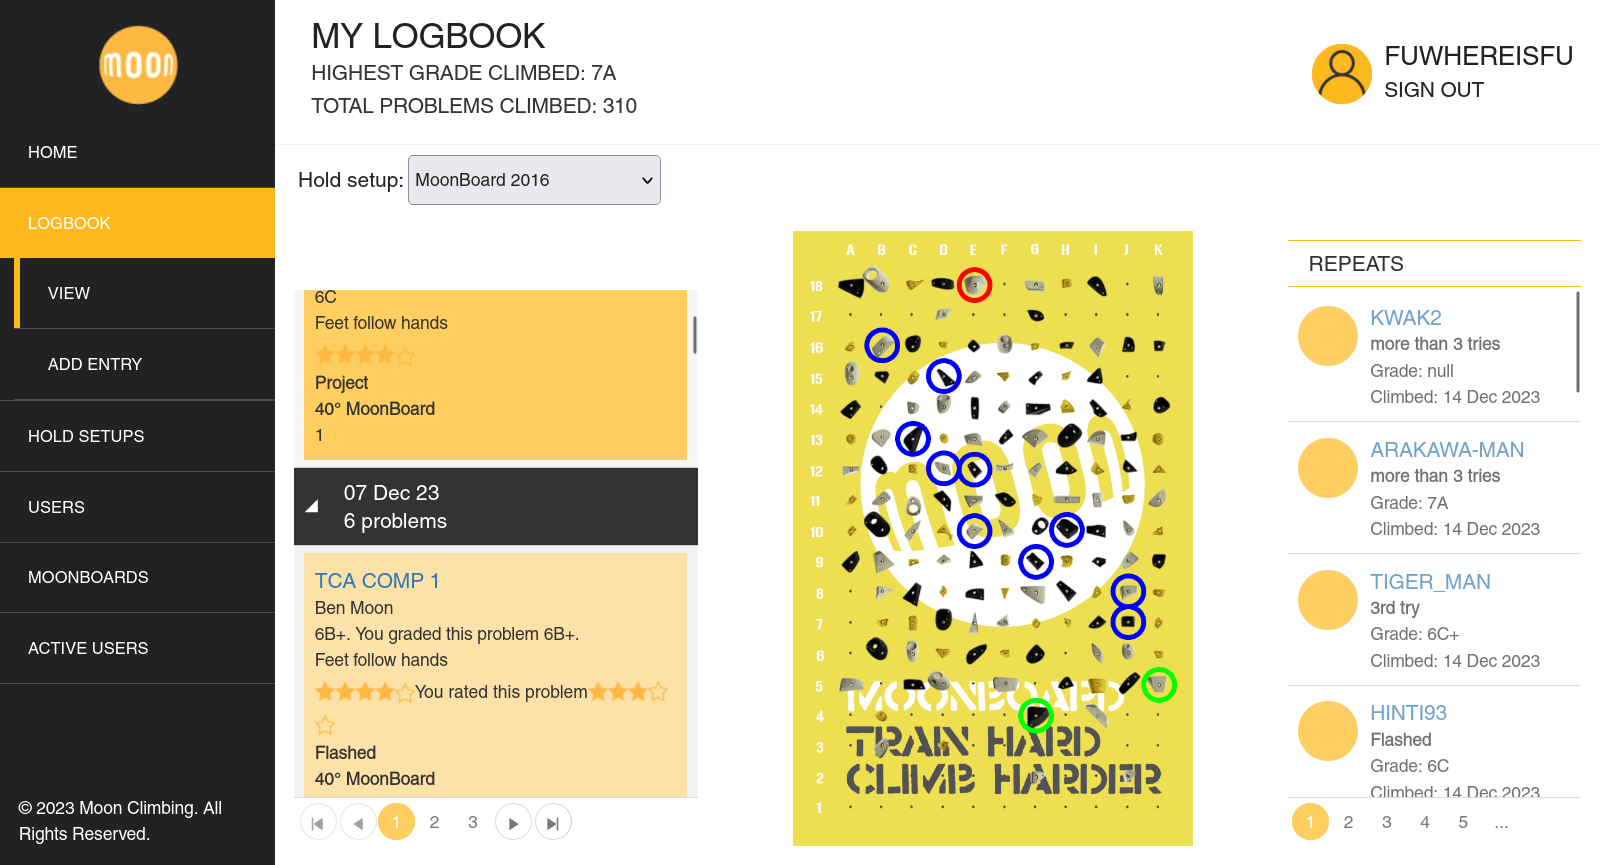 moon
HOME
LOGBOOK
VIEW
ADD ENTRY
HOLD SETUPS
USERS
MOONBOARDS
ACTIVE USERS
© 2023 Moon Climbing. All
Rights Reserved.
MY LOGBOOK
HIGHEST GRADE CLIMBED: 7A
TOTAL PROBLEMS CLIMBED: 310
FUWHEREISFU
SIGN OUT
Hold setup: MoonBoard 2016
6C
Feet follow hands
Project
40° MoonBoard
1
07 Dec 23
6 problems
TCA COMP 1
Ben Moon
6B+. You graded this problem 6B+.
Feet follow hands
You rated this problem
Flashed
40° MoonBoard
1 2 3
A B C D E F G H I J K
18
17
16
15
14
13
12
11
10
9
8
7
6
5
4
3
2
1
moon
MOONBOARD
TRAIN HARD
CLIMB HARDER
REPEATS
KWAK2
more than 3 tries
Grade: null
Climbed: 14 Dec 2023
ARAKAWA-MAN
more than 3 tries
Grade: 7A
Climbed: 14 Dec 2023
TIGER_MAN
3rd try
Grade: 6C+
Climbed: 14 Dec 2023
HINTI93
Flashed
Grade: 6C
Climbed: 14 Dec 2023
1 2 3 4 5 ...